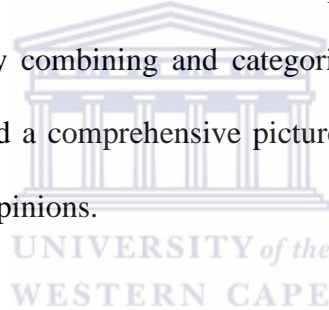 y combining and categori
d a comprehensive picture
pinions.
UNIVERSITY of the
WESTERN CAPE